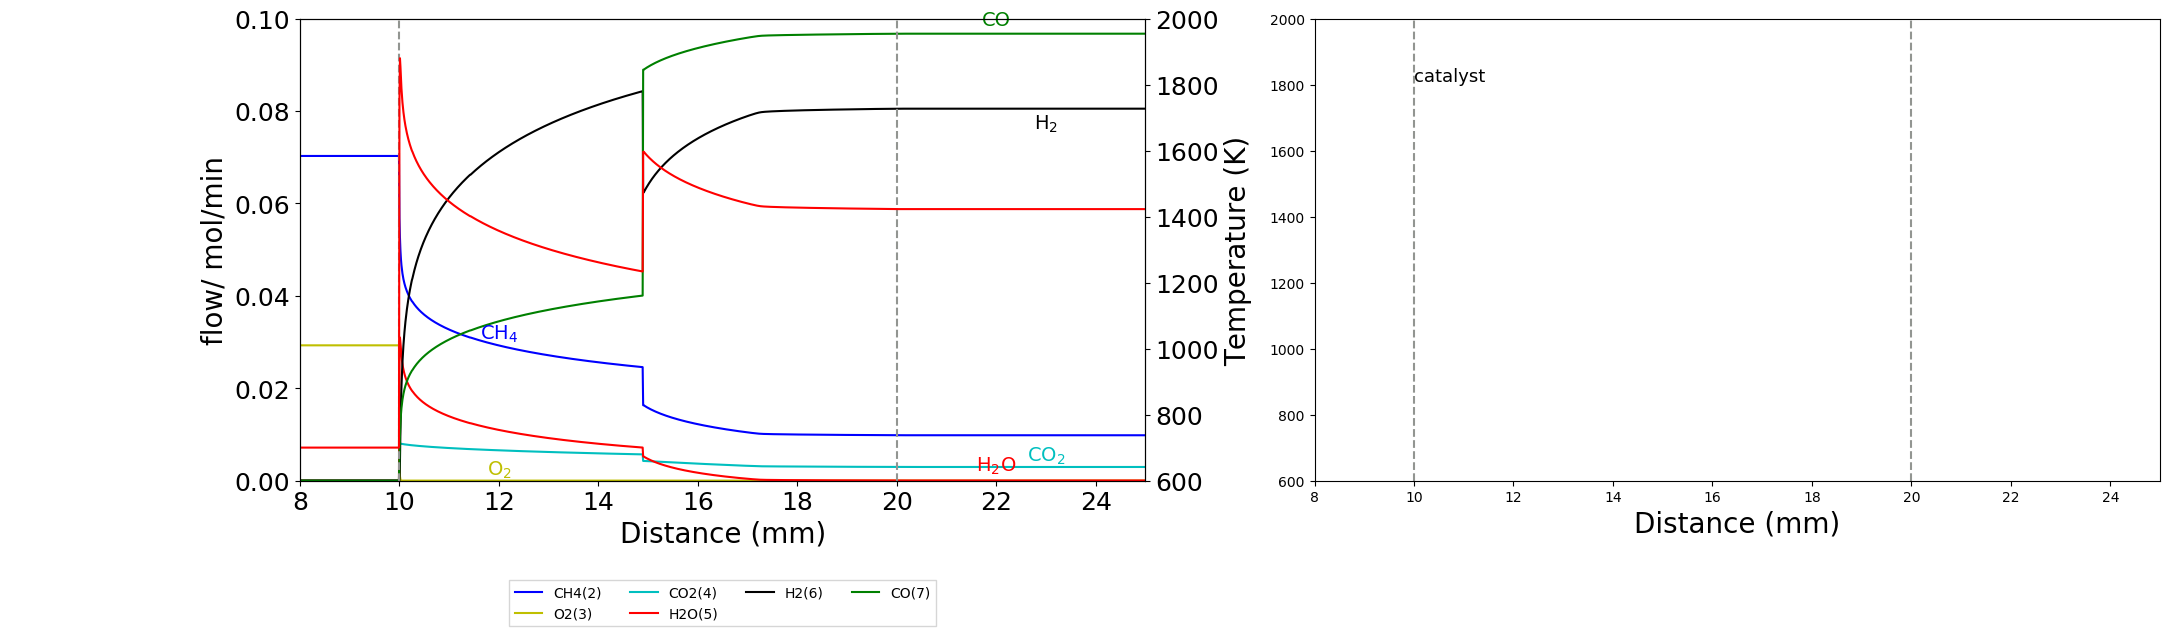 flow/ mol/min
0.10
0.08
0.06
0.04
0.02
0.00
CO
H₂
CH₄
CO₂
H₂O
O₂
2000
1800
1600
1400
1200
1000
800
600
Temperature (K)
8 10 12 14 16 18 20 22 24
Distance (mm)
CH4(2) CO2(4) H2(6) CO(7)
O2(3) H2O(5)
2000
1800
1600
1400
1200
1000
800
600
catalyst
8 10 12 14 16 18 20 22 24
Distance (mm)